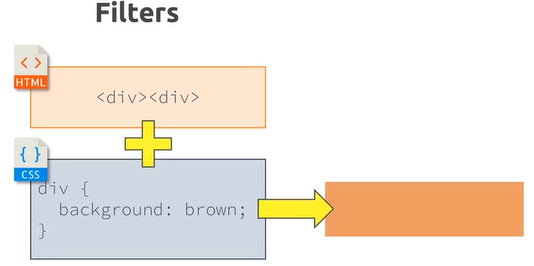 Filters
< >
HTML
<div><div>
{ }
CSS
div {
background: brown;
}